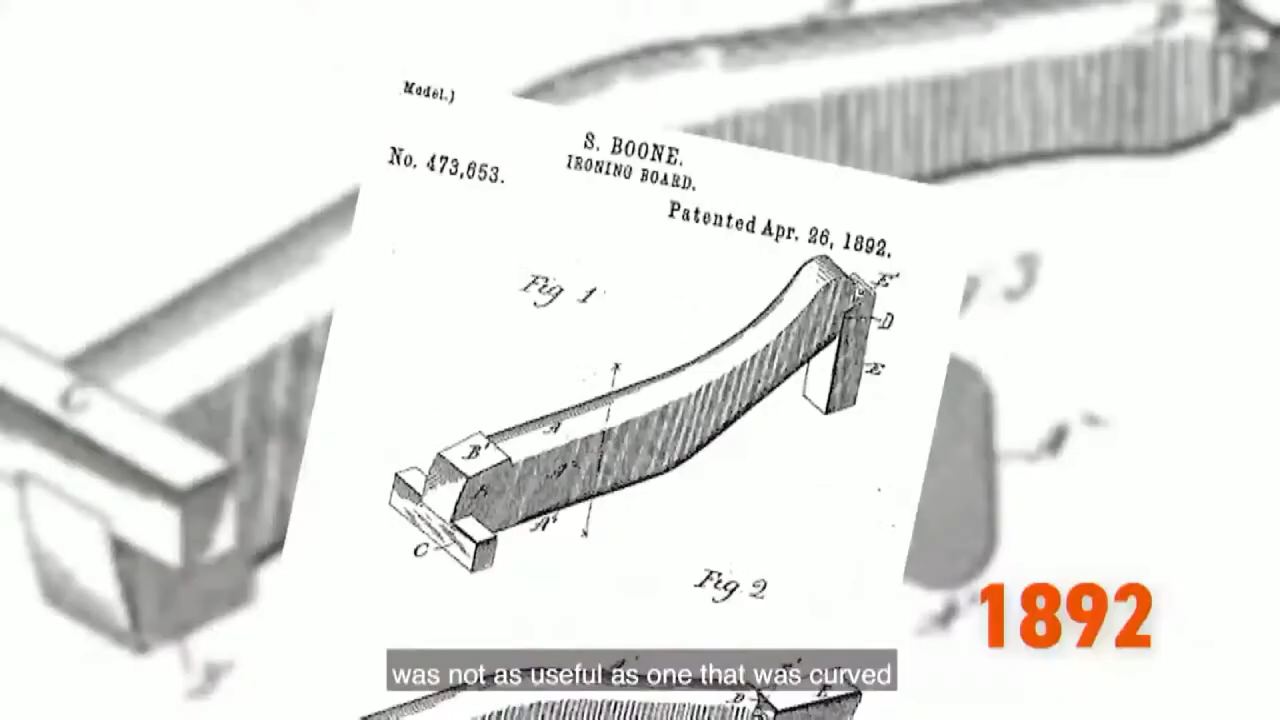 Model.)
No. 473,653.
S. BOONE.
IRONING BOARD.
Patented Apr. 26, 1892.
Fig 1
E'
D
E
A
B'
A'
C
Fig 2
1892
was not as useful as one that was curved